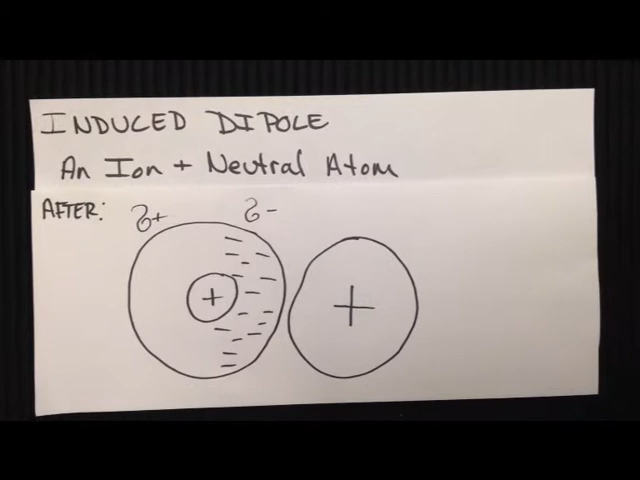 INDUCED DIPOLE
An Ion + Neutral Atom
AFTER:
δ+ δ-
+ +